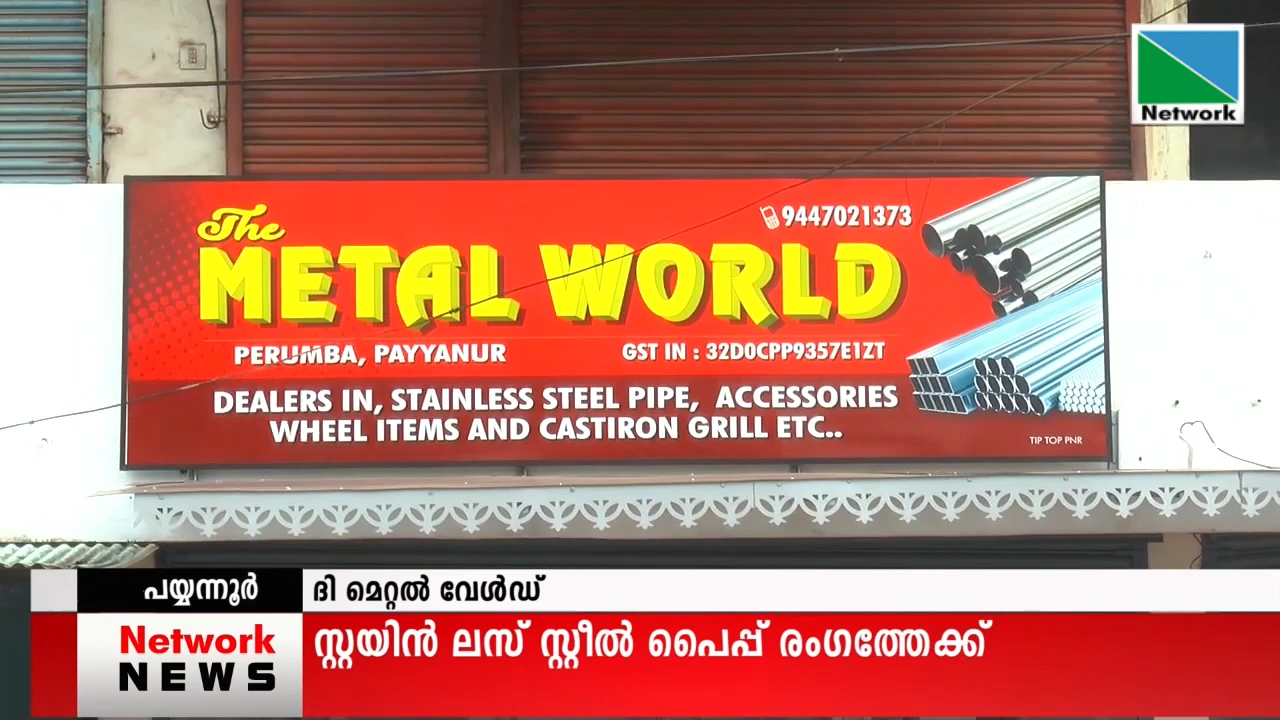 Network
The
9447021373
METAL WORLD
PERUMBA, PAYYANUR
GST IN : 32D0CPP9357E1ZT
DEALERS IN, STAINLESS STEEL PIPE, ACCESSORIES
WHEEL ITEMS AND CASTIRON GRILL ETC..
TIP TOP PNR
പയ്യന്നൂർ
ദി മെറ്റൽ വേൾഡ്
Network
NEWS
സ്റ്റയിൻ ലസ് സ്റ്റീൽ പൈപ്പ് രംഗത്തേക്ക്